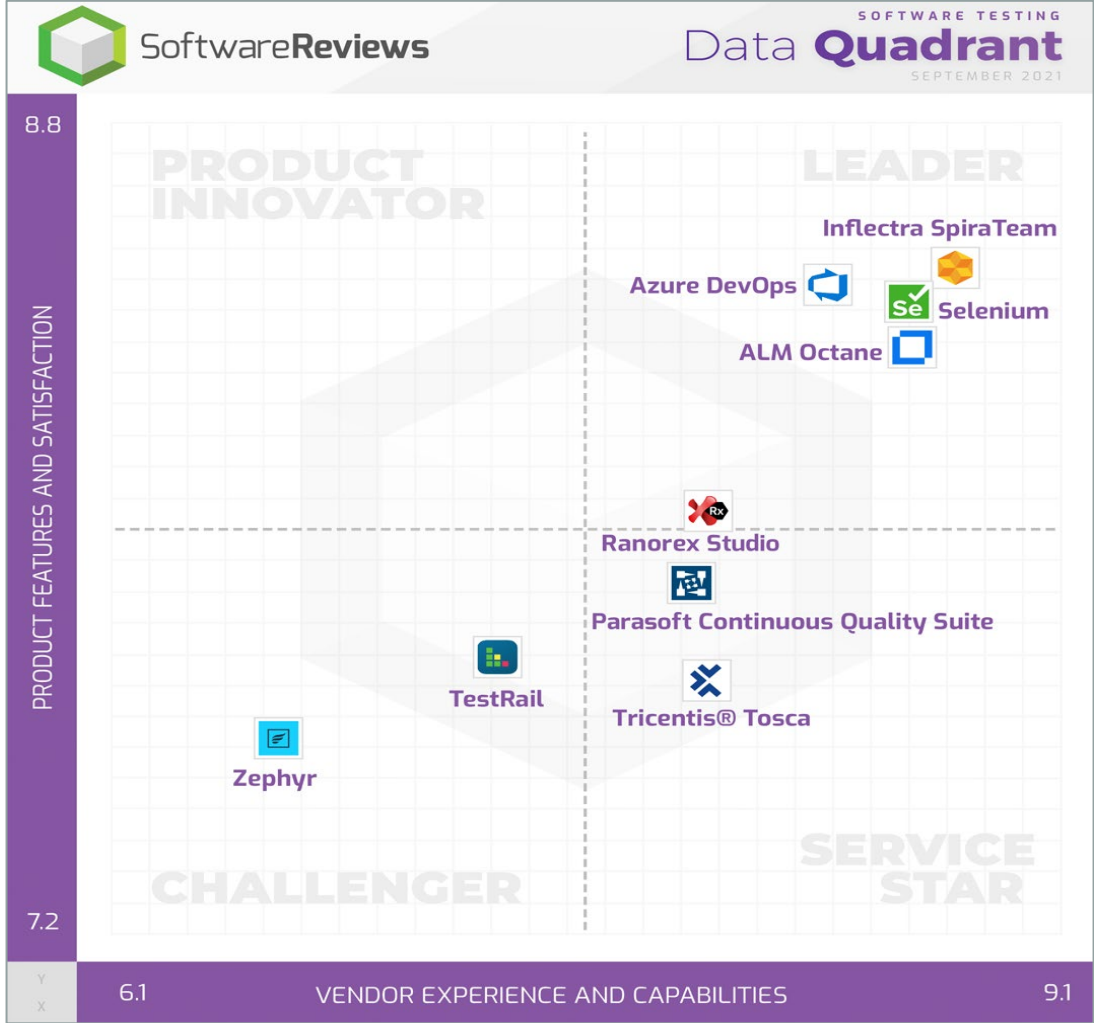 SoftwareReviews
SOFTWARE TESTING
Data Quadrant
SEPTEMBER 2021
8.8
PRODUCT FEATURES AND SATISFACTION
7.2
PRODUCT
INNOVATOR
LEADER
Inflectra SpiraTeam
Azure DevOps
Se
Selenium
ALM Octane
Rx
Ranorex Studio
Parasoft Continuous Quality Suite
TestRail
Tricentis® Tosca
Zephyr
SERVICE
STAR
CHALLENGER
Y
X
6.1
VENDOR EXPERIENCE AND CAPABILITIES
9.1